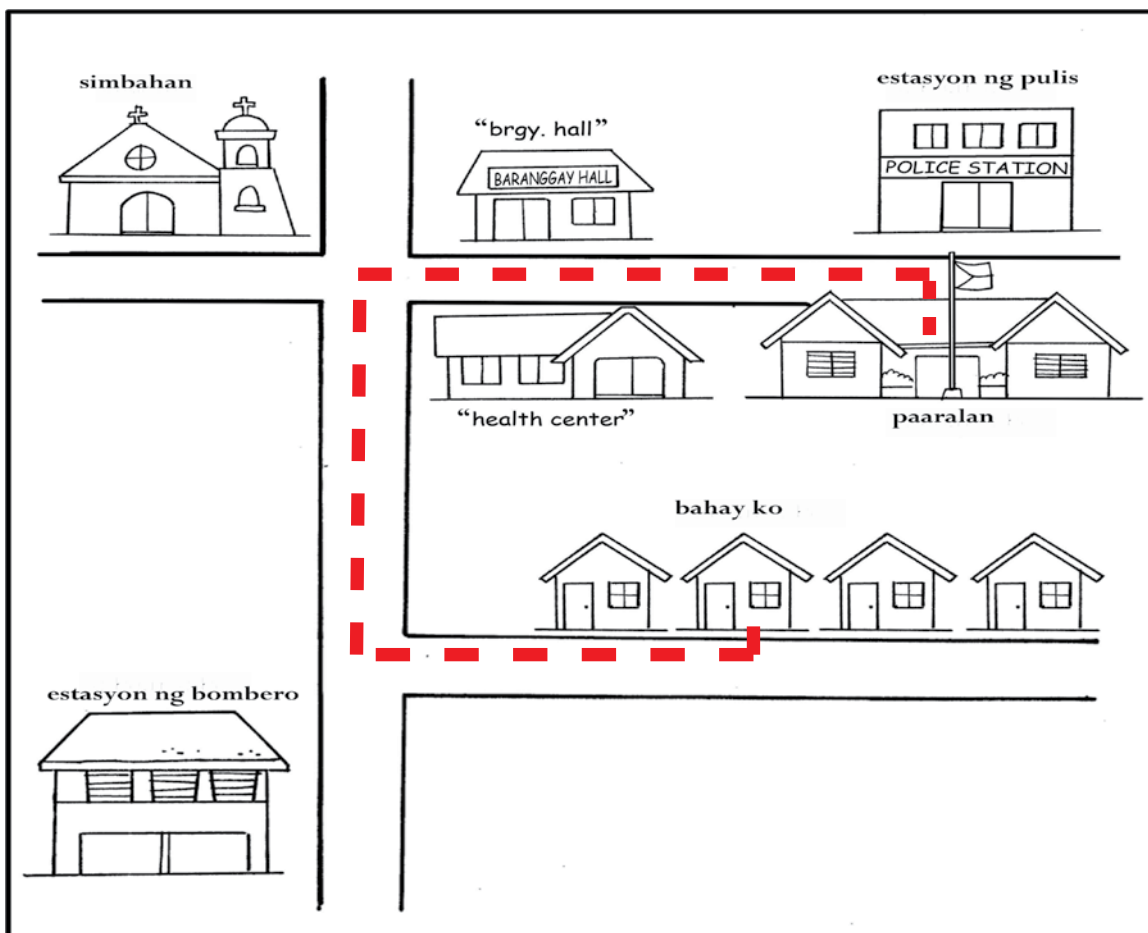 simbahan
estasyon ng pulis
“brgy. hall”
BARANGGAY HALL
POLICE STATION
“health center”
paaralan
bahay ko
estasyon ng bombero